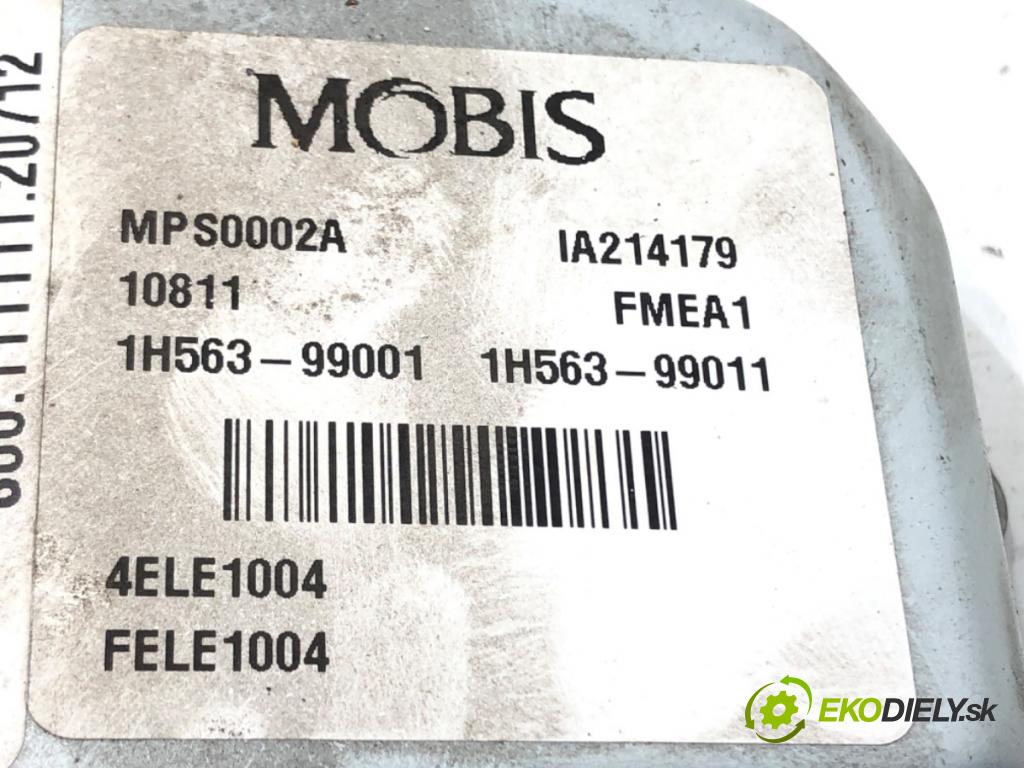 MOBIS
MPS0002A IA214179
10811 FMEA1
1H563-99001 1H563-99011
4ELE1004
FELE1004
EKODIELY.sk